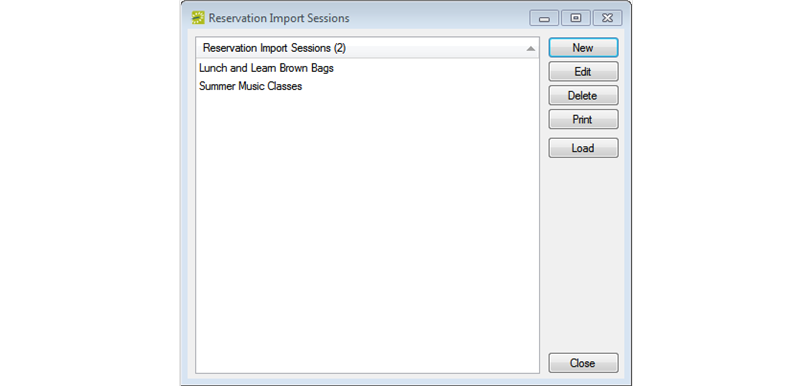 Reservation Import Sessions
Reservation Import Sessions (2)
Lunch and Learn Brown Bags
Summer Music Classes
New
Edit
Delete
Print
Load
Close